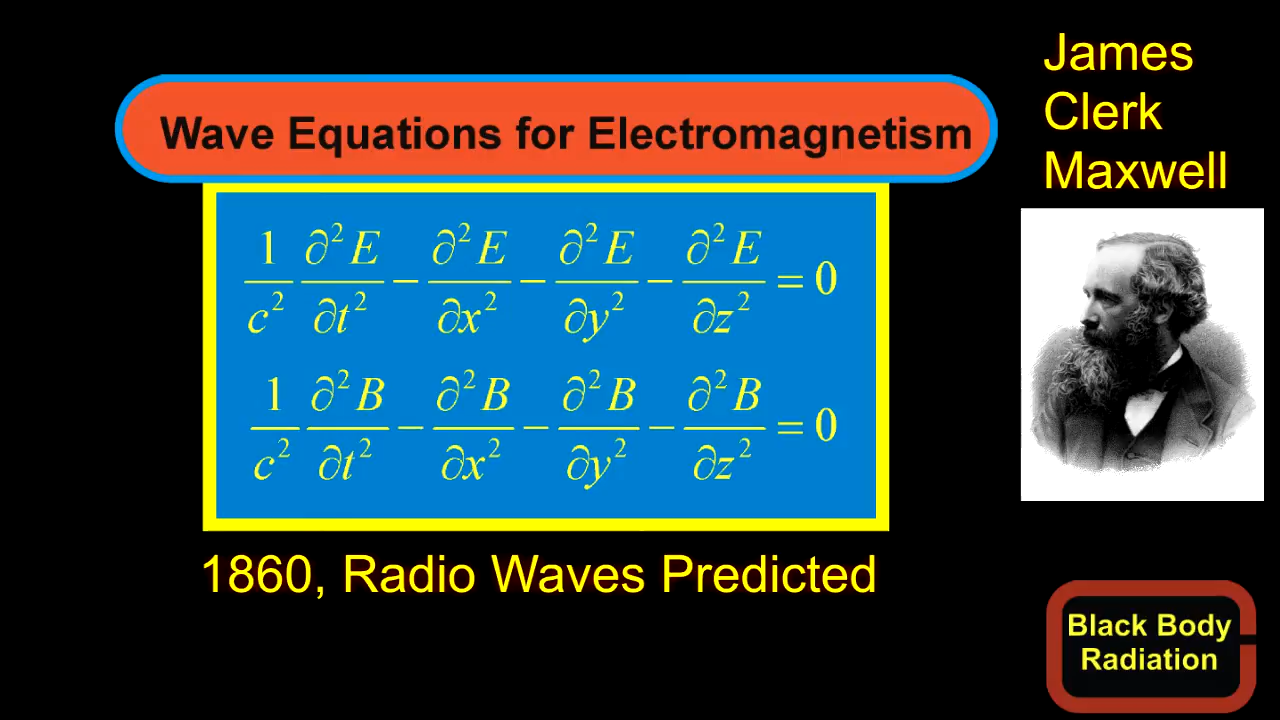 James
Clerk
Maxwell
Wave Equations for Electromagnetism
1/c² ∂²E/∂t² − ∂²E/∂x² − ∂²E/∂y² − ∂²E/∂z² = 0
1/c² ∂²B/∂t² − ∂²B/∂x² − ∂²B/∂y² − ∂²B/∂z² = 0
1860, Radio Waves Predicted
Black Body
Radiation